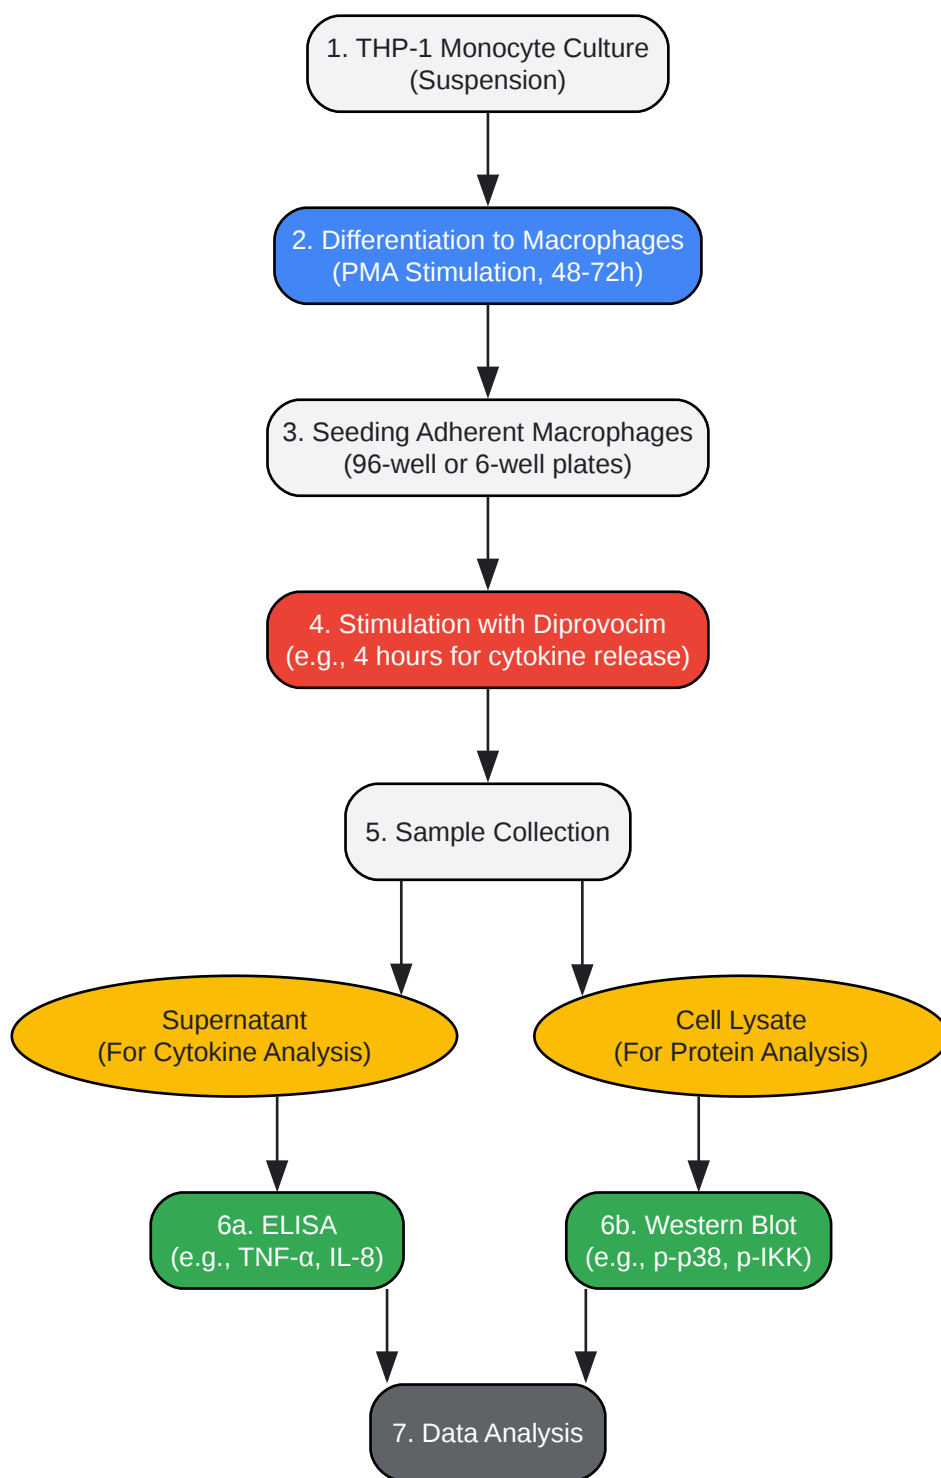 1. THP-1 Monocyte Culture
(Suspension)
2. Differentiation to Macrophages
(PMA Stimulation, 48-72h)
3. Seeding Adherent Macrophages
(96-well or 6-well plates)
4. Stimulation with Diprovocim
(e.g., 4 hours for cytokine release)
5. Sample Collection
Supernatant
(For Cytokine Analysis)
Cell Lysate
(For Protein Analysis)
6a. ELISA
(e.g., TNF-α, IL-8)
6b. Western Blot
(e.g., p-p38, p-IKK)
7. Data Analysis